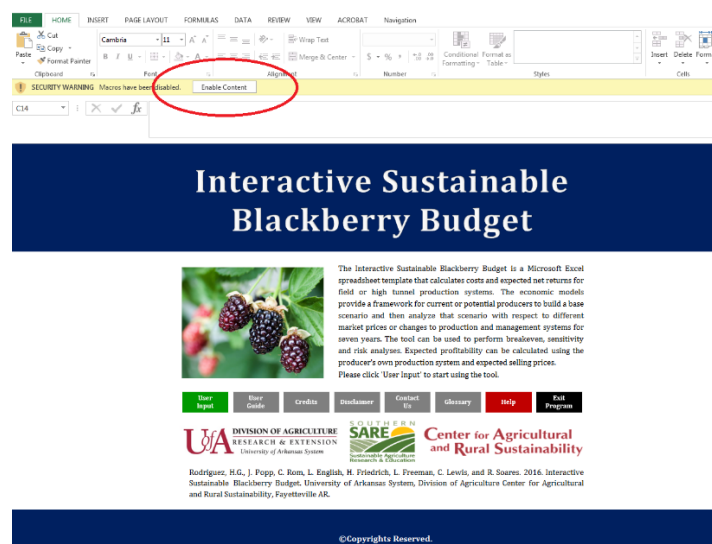 FILE HOME INSERT PAGE LAYOUT FORMULAS DATA REVIEW VIEW ACROBAT Navigation
Cut
Copy
Format Painter
Paste
Cambria 11 A A
B I U A
Wrap Text
Merge & Center
$ % ,
Conditional Formatting
Format as Table
Insert Delete Form
Clipboard Font Alignment Number Styles Cells
SECURITY WARNING Macros have been disabled. Enable Content
C14 fx
Interactive Sustainable
Blackberry Budget
The Interactive Sustainable Blackberry Budget is a Microsoft Excel
spreadsheet template that calculates costs and expected net returns for
field or high tunnel production systems. The economic models
provide a framework for current or potential producers to build a base
scenario and then analyze that scenario with respect to different
market prices or changes to production and management systems for
seven years. The tool can be used to perform breakeven, sensitivity
and risk analyses. Expected profitability can be calculated using the
producer's own production system and expected selling prices.
Please click 'User Input' to start using the tool.
User Input
User Guide
Credits
Disclaimer
Contact Us
Glossary
Help
Exit Program
UofA DIVISION OF AGRICULTURE
RESEARCH & EXTENSION
University of Arkansas System
SOUTHERN
SARE
Sustainable Agriculture
Research & Education
Center for Agricultural
and Rural Sustainability
Rodríguez, H.G., J. Popp, C. Rom, L. English, H. Friedrich, L. Freeman, C. Lewis, and R. Soares. 2016. Interactive
Sustainable Blackberry Budget, University of Arkansas System, Division of Agriculture Center for Agricultural
and Rural Sustainability, Fayetteville AR.
©Copyrights Reserved.